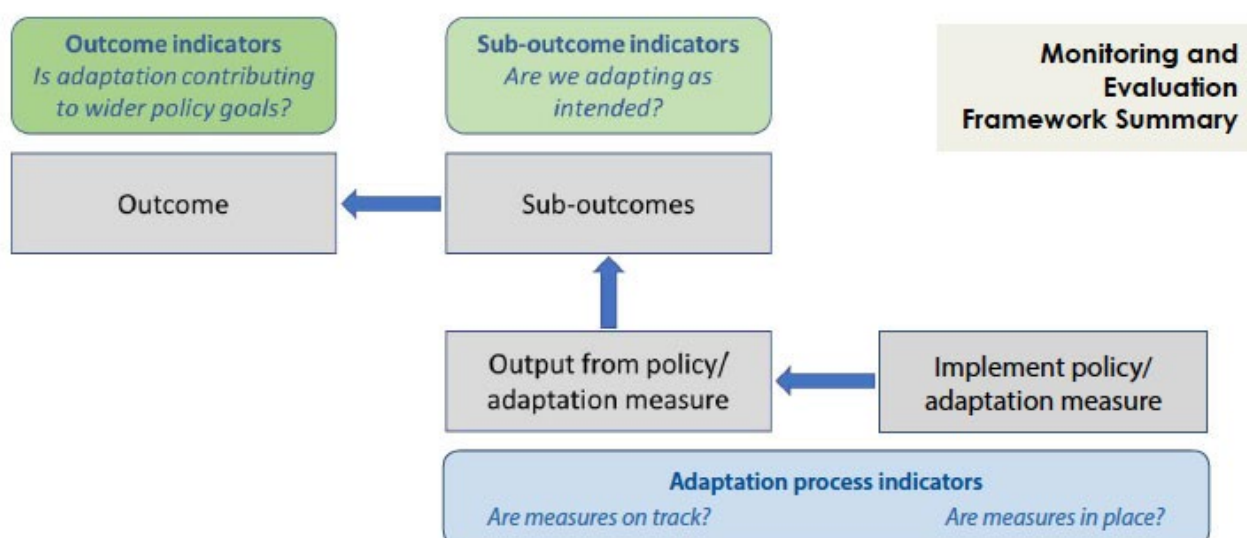 Outcome indicators
Is adaptation contributing
to wider policy goals?
Sub-outcome indicators
Are we adapting as
intended?
Monitoring and
Evaluation
Framework Summary
Outcome
Sub-outcomes
Output from policy/
adaptation measure
Implement policy/
adaptation measure
Adaptation process indicators
Are measures on track?
Are measures in place?